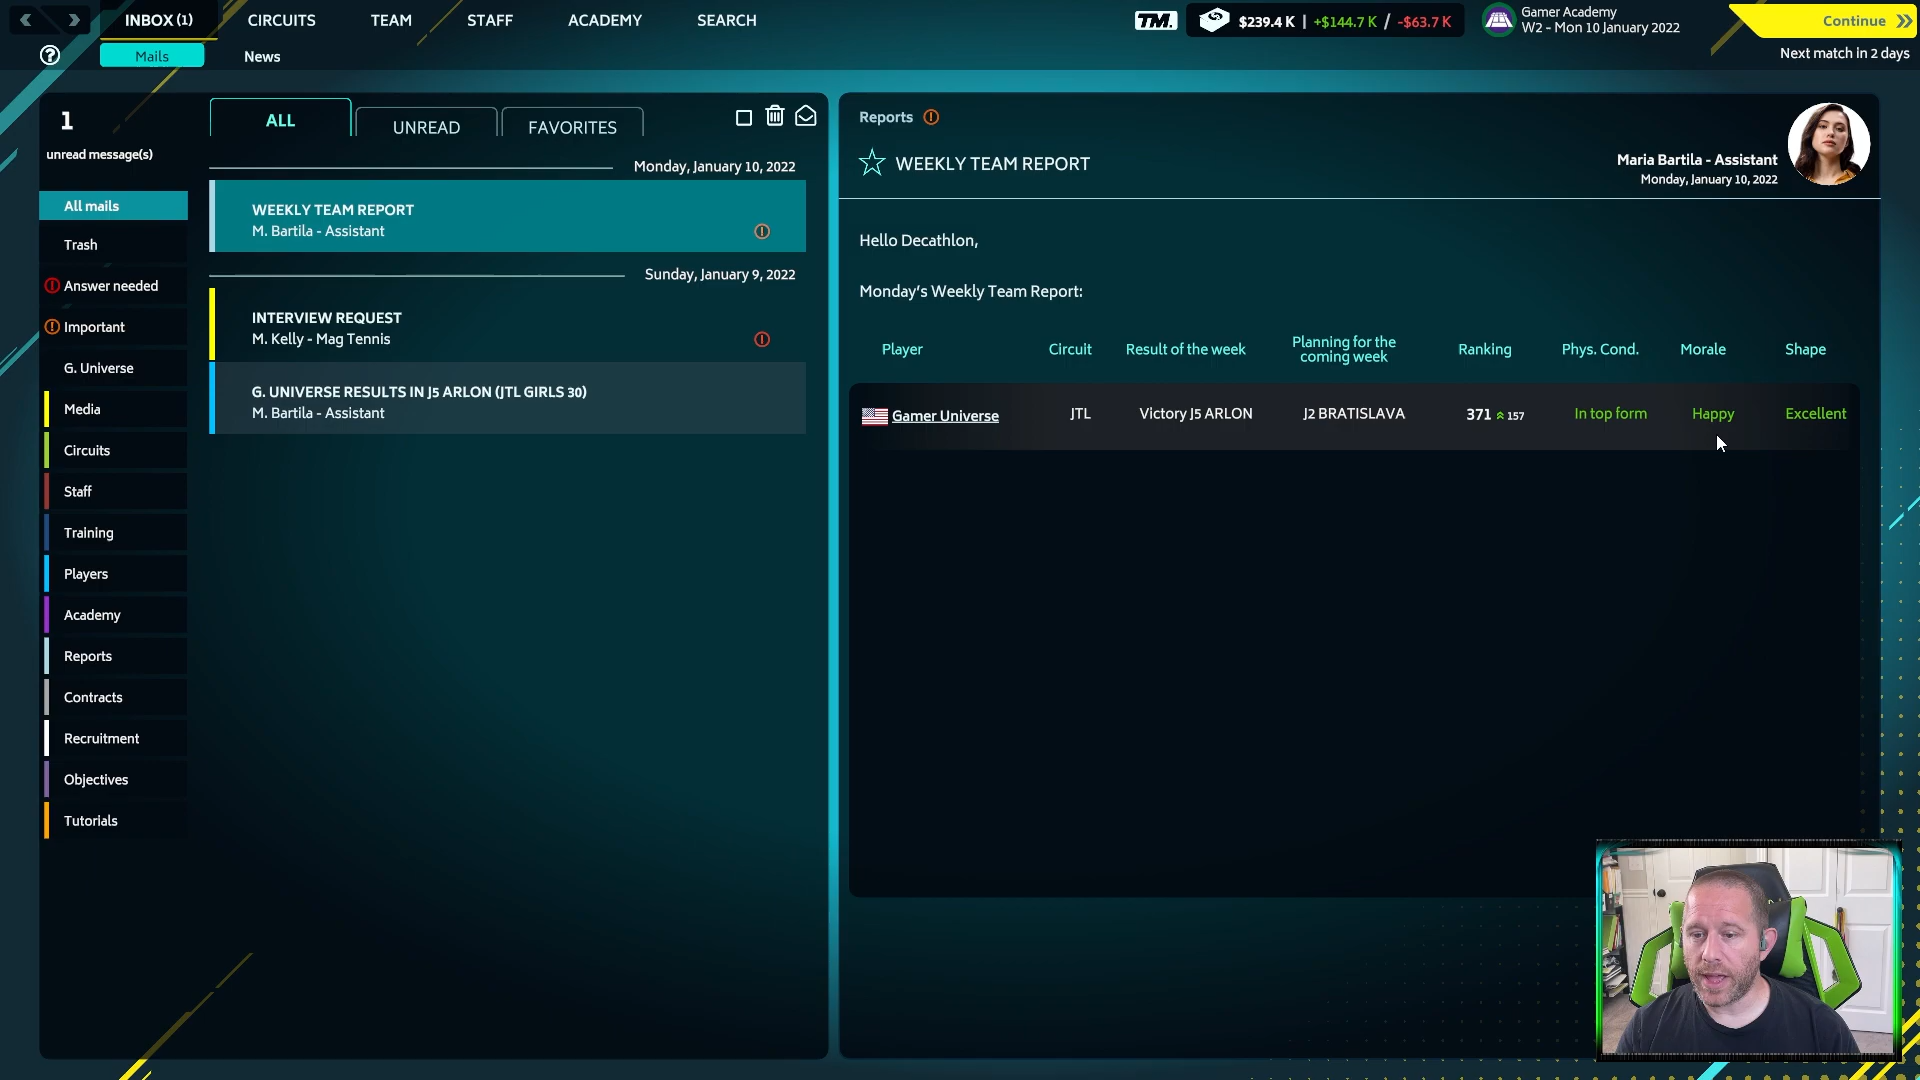 INBOX (1)
CIRCUITS
TEAM
STAFF
ACADEMY
SEARCH
TM.
$239.4 K | +$144.7 K / -$63.7 K
Gamer Academy
W2 - Mon 10 January 2022
Continue
Mails
News
Next match in 2 days
1
unread message(s)
All mails
Trash
Answer needed
Important
G. Universe
Media
Circuits
Staff
Training
Players
Academy
Reports
Contracts
Recruitment
Objectives
Tutorials
ALL
UNREAD
FAVORITES
Monday, January 10, 2022
WEEKLY TEAM REPORT
M. Bartila - Assistant
Sunday, January 9, 2022
INTERVIEW REQUEST
M. Kelly - Mag Tennis
G. UNIVERSE RESULTS IN J5 ARLON (JTL GIRLS 30)
M. Bartila - Assistant
Reports
WEEKLY TEAM REPORT
Maria Bartila - Assistant
Monday, January 10, 2022
Hello Decathlon,
Monday's Weekly Team Report:
Player
Circuit
Result of the week
Planning for the
coming week
Ranking
Phys. Cond.
Morale
Shape
Gamer Universe
JTL
Victory J5 ARLON
J2 BRATISLAVA
371 157
In top form
Happy
Excellent